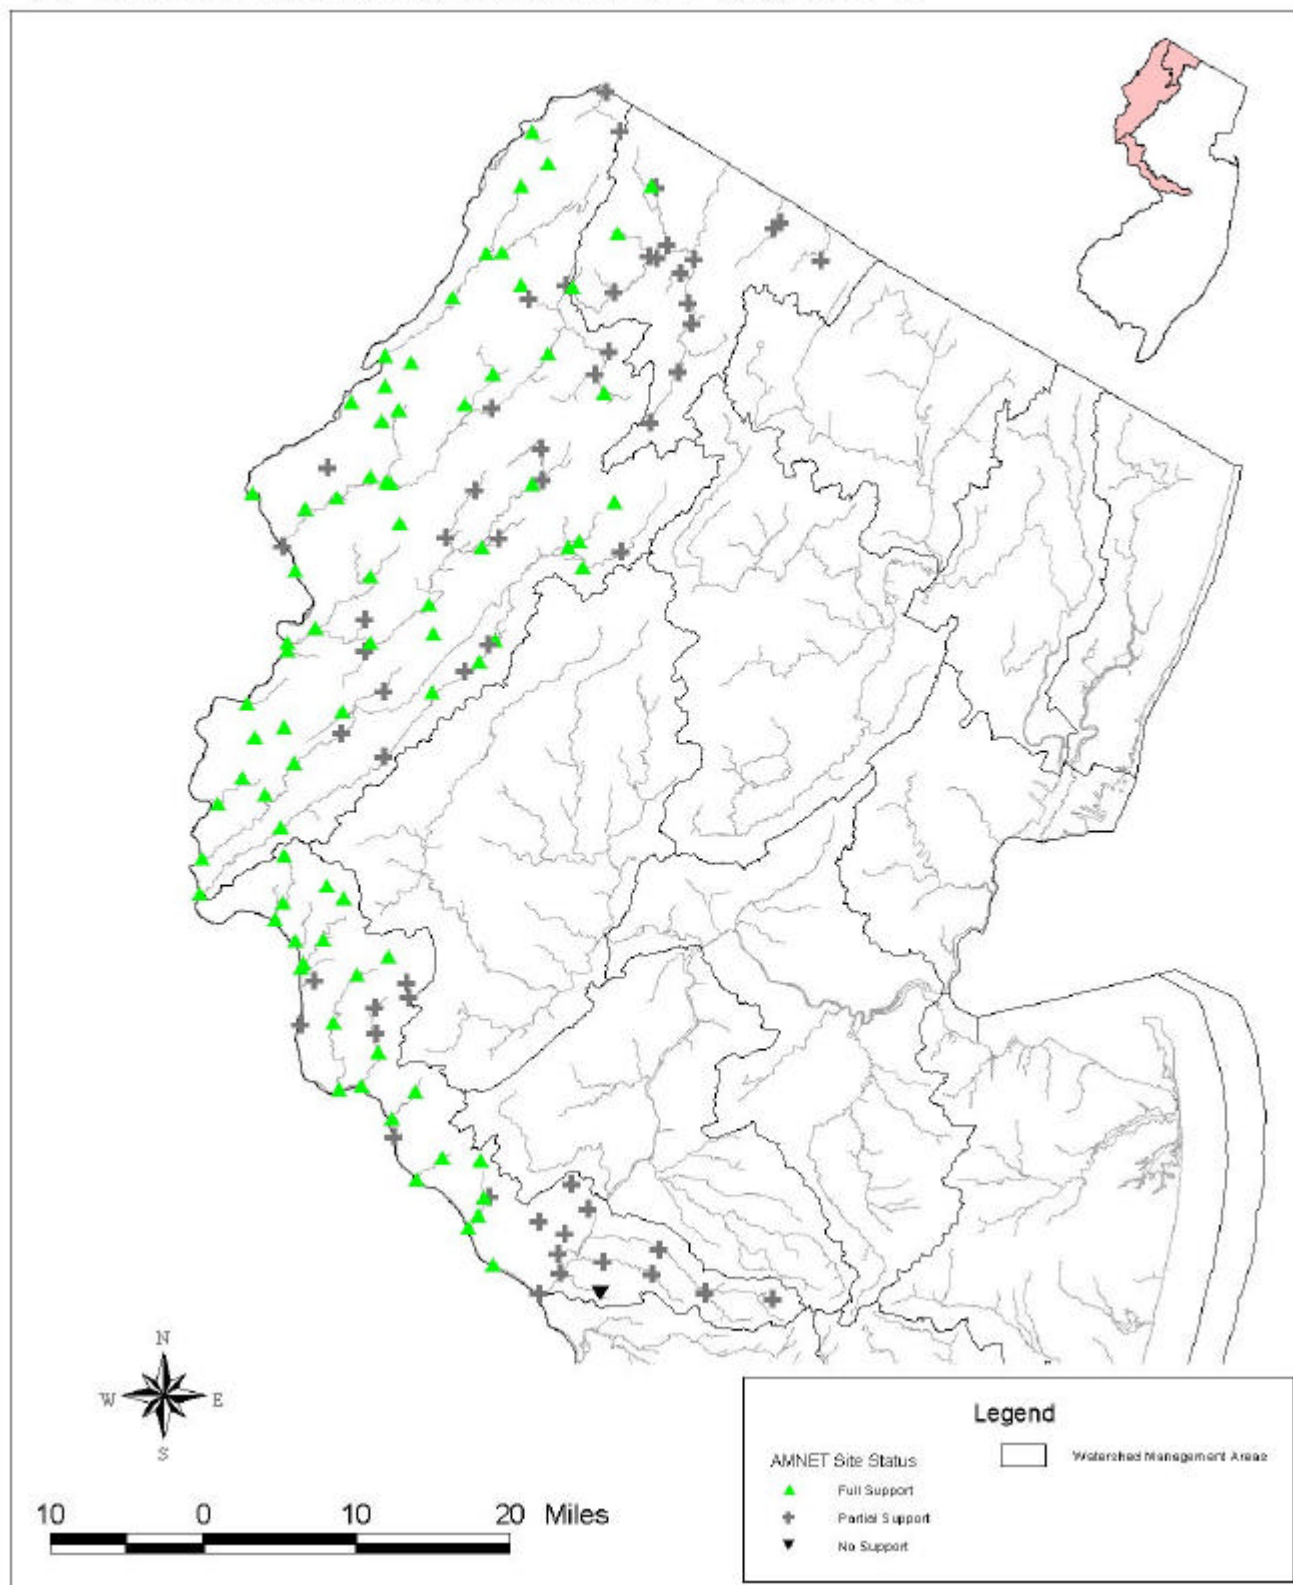 N
W E
S
10 0 10 20 Miles
Legend
AMNET Site Status
Watershed Management Areas
Full Support
Partial Support
No Support